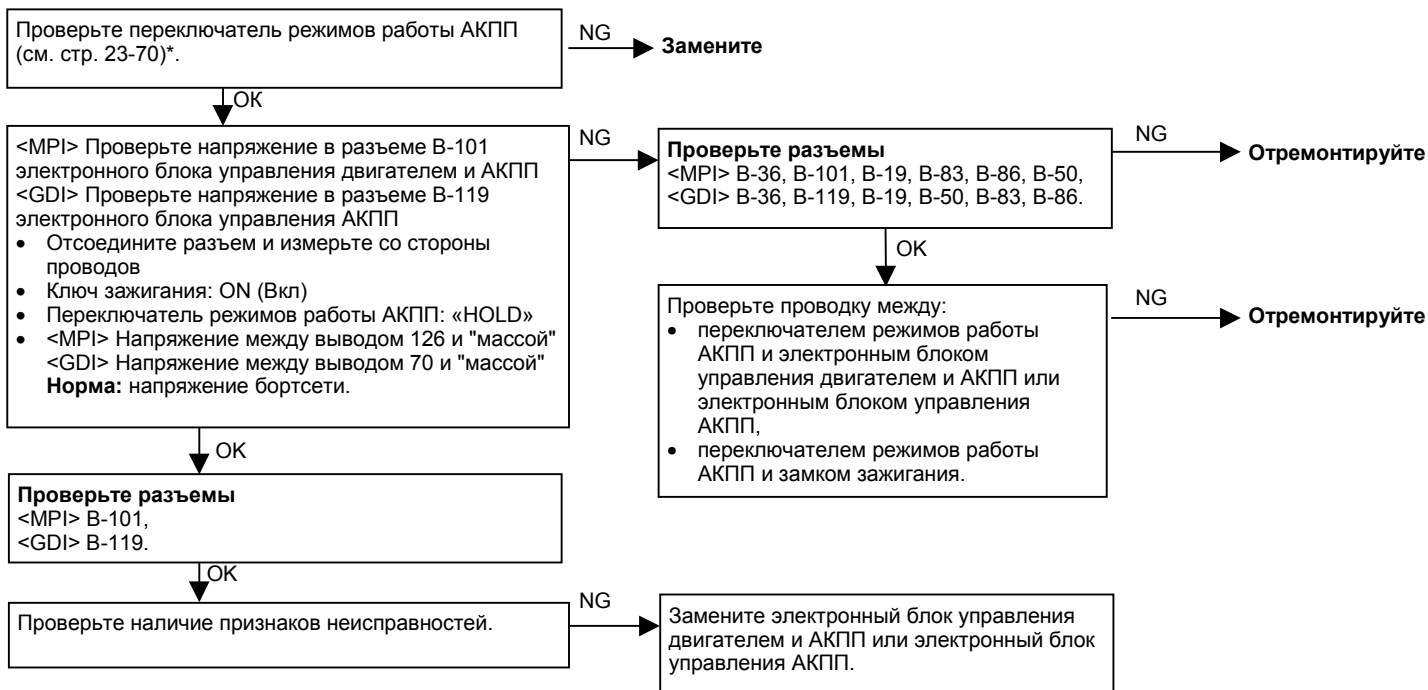 Проверьте переключатель режимов работы АКПП
(см. стр. 23-70)*.
NG
Замените
OK
<MPI> Проверьте напряжение в разъеме B-101
электронного блока управления двигателем и АКПП
<GDI> Проверьте напряжение в разъеме B-119
электронного блока управления АКПП
• Отсоедините разъем и измерьте со стороны
проводов
• Ключ зажигания: ON (Вкл)
• Переключатель режимов работы АКПП: «HOLD»
• <MPI> Напряжение между выводом 126 и "массой"
<GDI> Напряжение между выводом 70 и "массой"
Норма: напряжение бортсети.
NG
Проверьте разъемы
<MPI> B-36, B-101, B-19, B-83, B-86, B-50,
<GDI> B-36, B-119, B-19, B-50, B-83, B-86.
NG
Отремонтируйте
OK
Проверьте проводку между:
• переключателем режимов работы
АКПП и электронным блоком
управления двигателем и АКПП или
электронным блоком управления
АКПП,
• переключателем режимов работы
АКПП и замком зажигания.
NG
Отремонтируйте
OK
Проверьте разъемы
<MPI> B-101,
<GDI> B-119.
OK
Проверьте наличие признаков неисправностей.
NG
Замените электронный блок управления
двигателем и АКПП или электронный блок
управления АКПП.